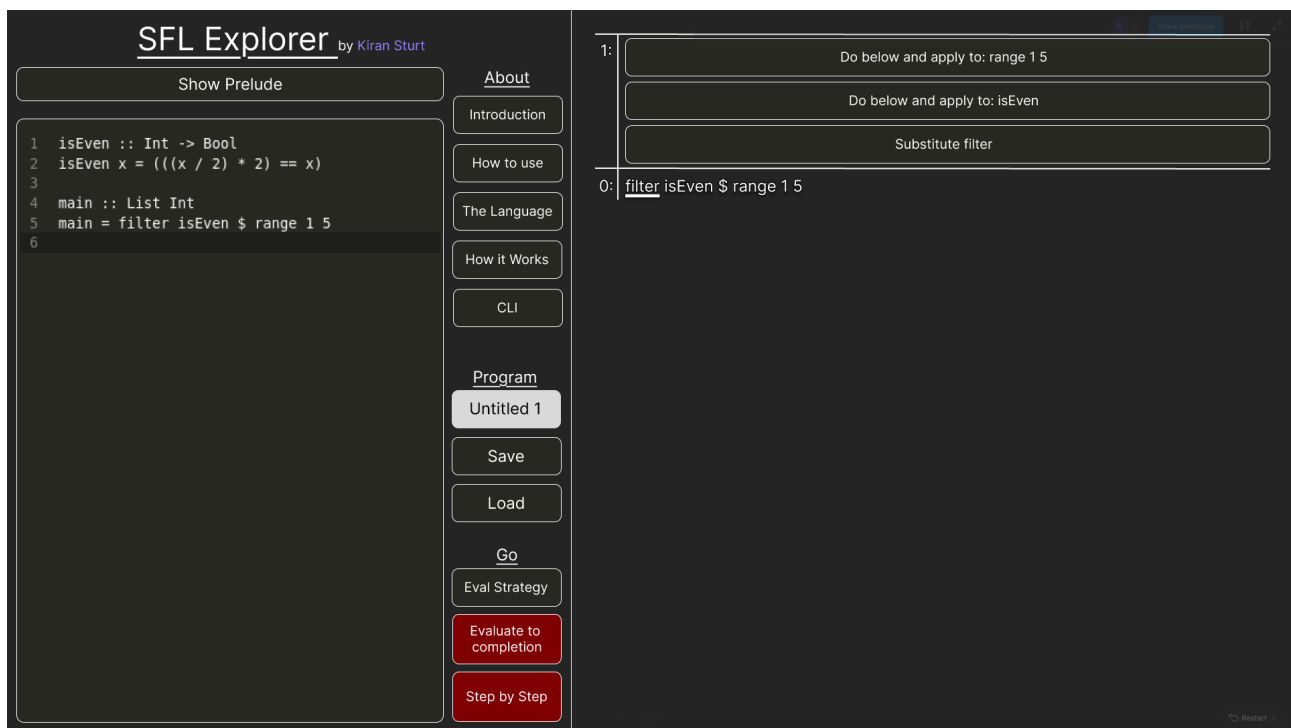 SFL Explorer by Kiran Sturt
Show Prelude
1 isEven :: Int -> Bool
2 isEven x = (((x / 2) * 2) == x)
3
4 main :: List Int
5 main = filter isEven $ range 1 5
6
About
Introduction
How to use
The Language
How it Works
CLI
Program
Untitled 1
Save
Load
Go
Eval Strategy
Evaluate to
completion
Step by Step
1:
Do below and apply to: range 1 5
Do below and apply to: isEven
Substitute filter
0: filter isEven $ range 1 5
K
Share prototype
Restart R